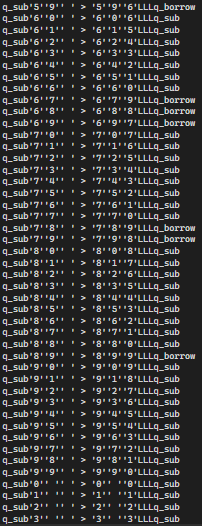 q_sub'5''9'' ' > '5''9''6'LLLq_borrow
q_sub'6''0'' ' > '6''0''6'LLLq_sub
q_sub'6''1'' ' > '6''1''5'LLLq_sub
q_sub'6''2'' ' > '6''2''4'LLLq_sub
q_sub'6''3'' ' > '6''3''3'LLLq_sub
q_sub'6''4'' ' > '6''4''2'LLLq_sub
q_sub'6''5'' ' > '6''5''1'LLLq_sub
q_sub'6''6'' ' > '6''6''0'LLLq_sub
q_sub'6''7'' ' > '6''7''9'LLLq_borrow
q_sub'6''8'' ' > '6''8''8'LLLq_borrow
q_sub'6''9'' ' > '6''9''7'LLLq_borrow
q_sub'7''0'' ' > '7''0''7'LLLq_sub
q_sub'7''1'' ' > '7''1''6'LLLq_sub
q_sub'7''2'' ' > '7''2''5'LLLq_sub
q_sub'7''3'' ' > '7''3''4'LLLq_sub
q_sub'7''4'' ' > '7''4''3'LLLq_sub
q_sub'7''5'' ' > '7''5''2'LLLq_sub
q_sub'7''6'' ' > '7''6''1'LLLq_sub
q_sub'7''7'' ' > '7''7''0'LLLq_sub
q_sub'7''8'' ' > '7''8''9'LLLq_borrow
q_sub'7''9'' ' > '7''9''8'LLLq_borrow
q_sub'8''0'' ' > '8''0''8'LLLq_sub
q_sub'8''1'' ' > '8''1''7'LLLq_sub
q_sub'8''2'' ' > '8''2''6'LLLq_sub
q_sub'8''3'' ' > '8''3''5'LLLq_sub
q_sub'8''4'' ' > '8''4''4'LLLq_sub
q_sub'8''5'' ' > '8''5''3'LLLq_sub
q_sub'8''6'' ' > '8''6''2'LLLq_sub
q_sub'8''7'' ' > '8''7''1'LLLq_sub
q_sub'8''8'' ' > '8''8''0'LLLq_sub
q_sub'8''9'' ' > '8''9''9'LLLq_borrow
q_sub'9''0'' ' > '9''0''9'LLLq_sub
q_sub'9''1'' ' > '9''1''8'LLLq_sub
q_sub'9''2'' ' > '9''2''7'LLLq_sub
q_sub'9''3'' ' > '9''3''6'LLLq_sub
q_sub'9''4'' ' > '9''4''5'LLLq_sub
q_sub'9''5'' ' > '9''5''4'LLLq_sub
q_sub'9''6'' ' > '9''6''3'LLLq_sub
q_sub'9''7'' ' > '9''7''2'LLLq_sub
q_sub'9''8'' ' > '9''8''1'LLLq_sub
q_sub'9''9'' ' > '9''9''0'LLLq_sub
q_sub'0'' '' ' > '0'' ''0'LLLq_sub
q_sub'1'' '' ' > '1'' ''1'LLLq_sub
q_sub'2'' '' ' > '2'' ''2'LLLq_sub
q_sub'3'' '' ' > '3'' ''3'LLLq_sub